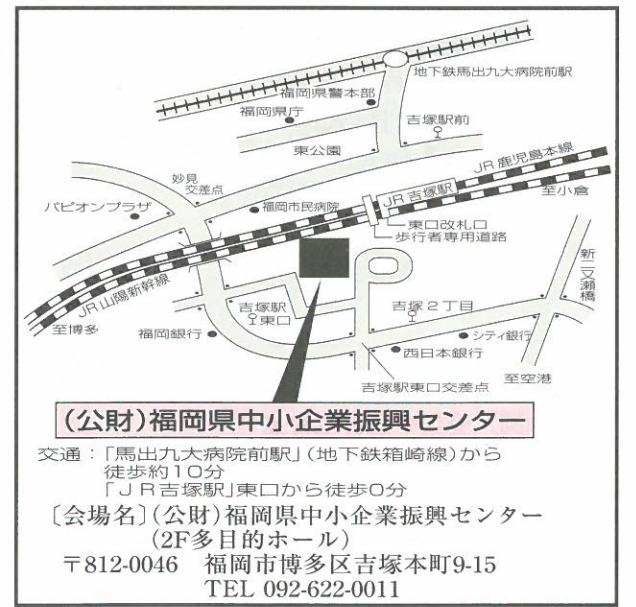 地下鉄馬出九大病院前駅
福岡県警本部
福岡県庁
吉塚駅前
東公園
妙見
交差点
JR鹿児島本線
JR吉塚駅
至小倉
パピオンプラザ
福岡市民病院
東口改札口
歩行者専用道路
新二又瀬橋
JR山陽新幹線
吉塚駅
東口
吉塚2丁目
至博多
福岡銀行
シティ銀行
西日本銀行
至空港
吉塚駅東口交差点
(公財)福岡県中小企業振興センター
交通:「馬出九大病院前駅」(地下鉄箱崎線)から
徒歩約10分
「JR吉塚駅」東口から徒歩0分
〔会場名〕(公財)福岡県中小企業振興センター
(2F多目的ホール)
〒812-0046 福岡市博多区吉塚本町9-15
TEL 092-622-0011